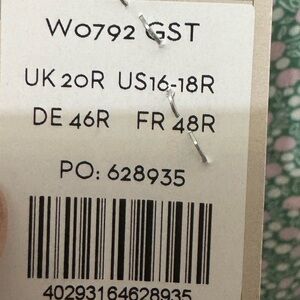 W0792 GST
UK 20R US16-18R
DE 46R FR 48R
PO: 628935
40293164628935